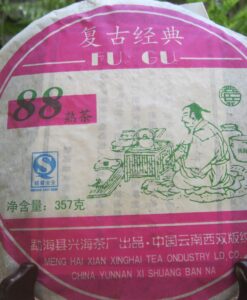 复古经典
FU GU
88 熟茶
净含量: 357克
勐海县兴海茶厂出品·中国云南西双版纳
MENG HAI XIAN XINGHAI TEA ONDUSTRY LD, CO.,
CHINA YUNNAN XI SHUANG BAN NA